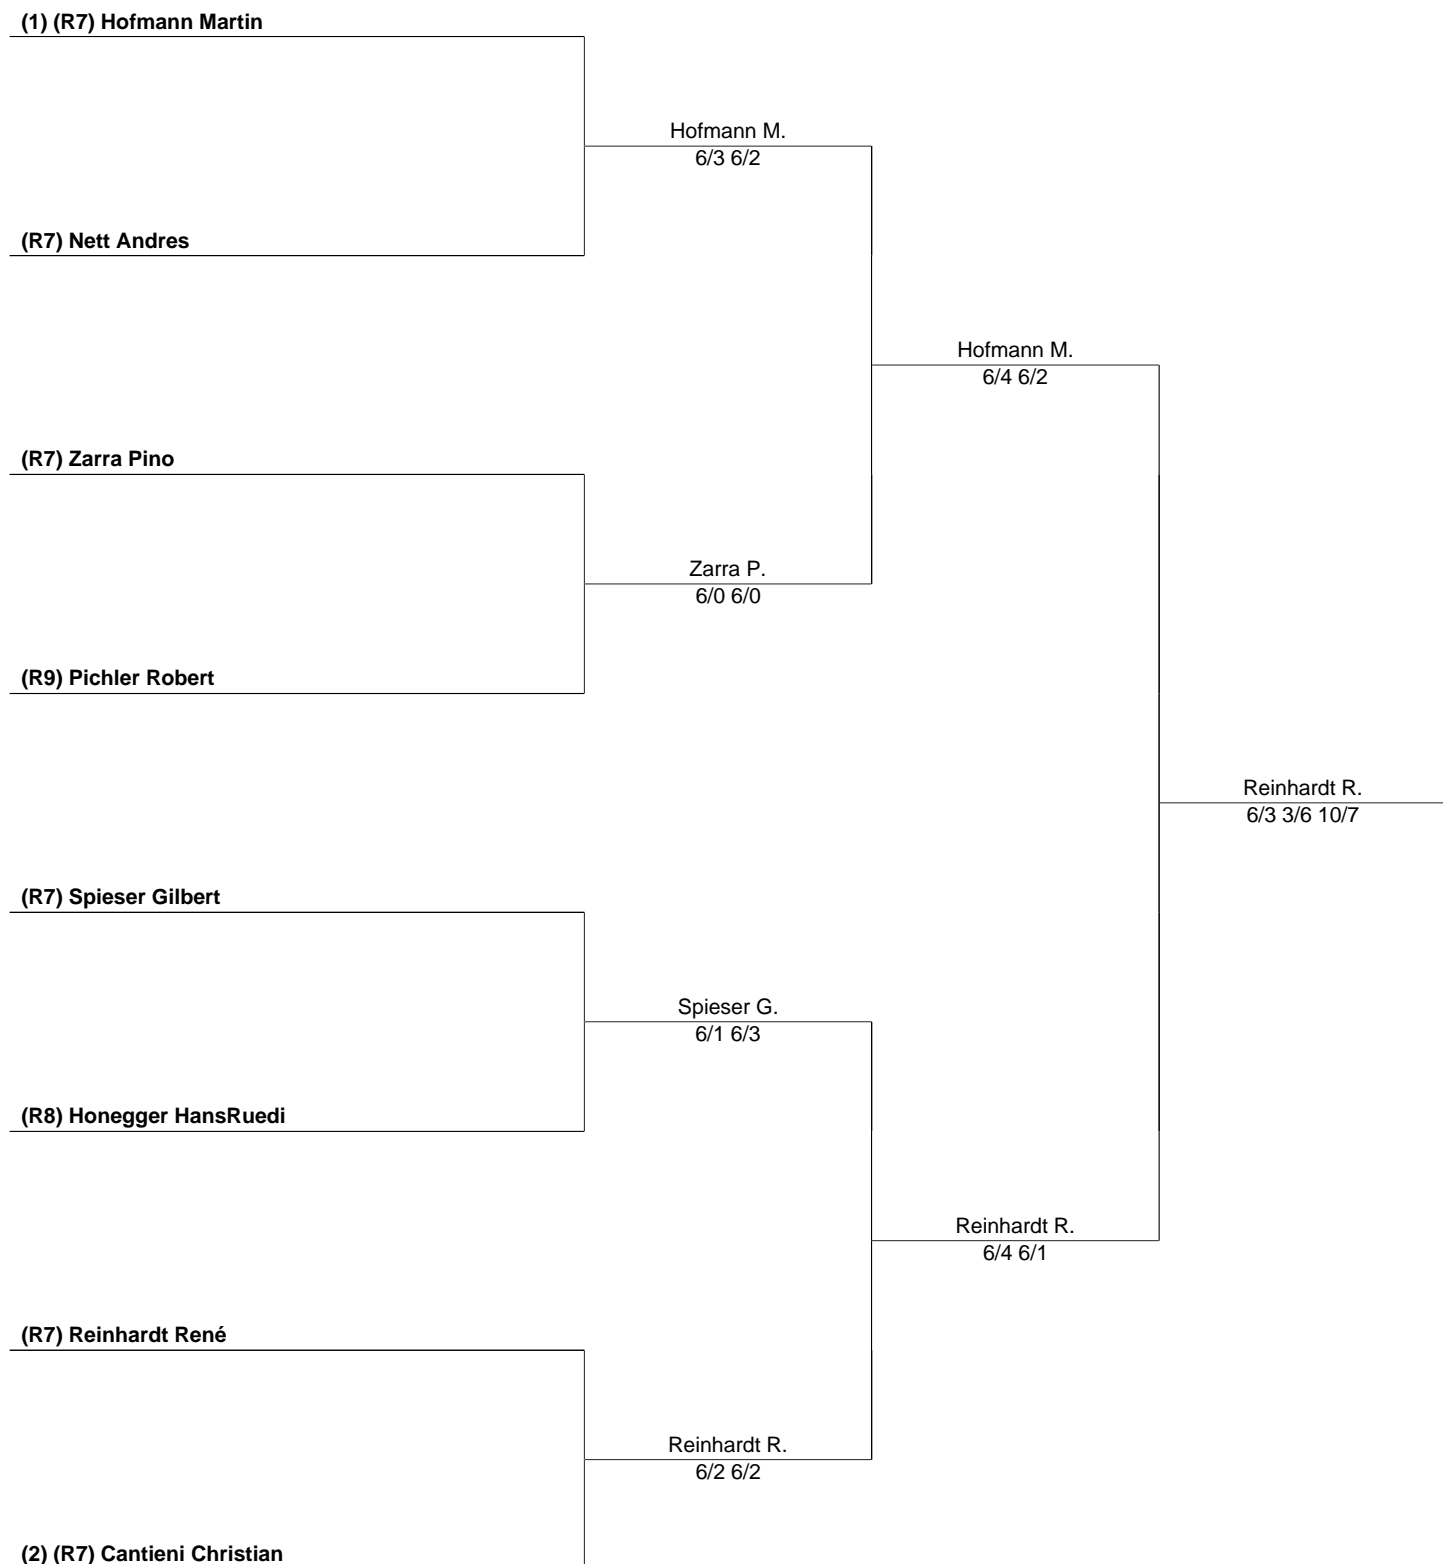 (1) (R7) Hofmann Martin
Hofmann M.
6/3 6/2
(R7) Nett Andres
Hofmann M.
6/4 6/2
(R7) Zarra Pino
Zarra P.
6/0 6/0
(R9) Pichler Robert
Reinhardt R.
6/3 3/6 10/7
(R7) Spieser Gilbert
Spieser G.
6/1 6/3
(R8) Honegger HansRuedi
Reinhardt R.
6/4 6/1
(R7) Reinhardt René
Reinhardt R.
6/2 6/2
(2) (R7) Cantieni Christian